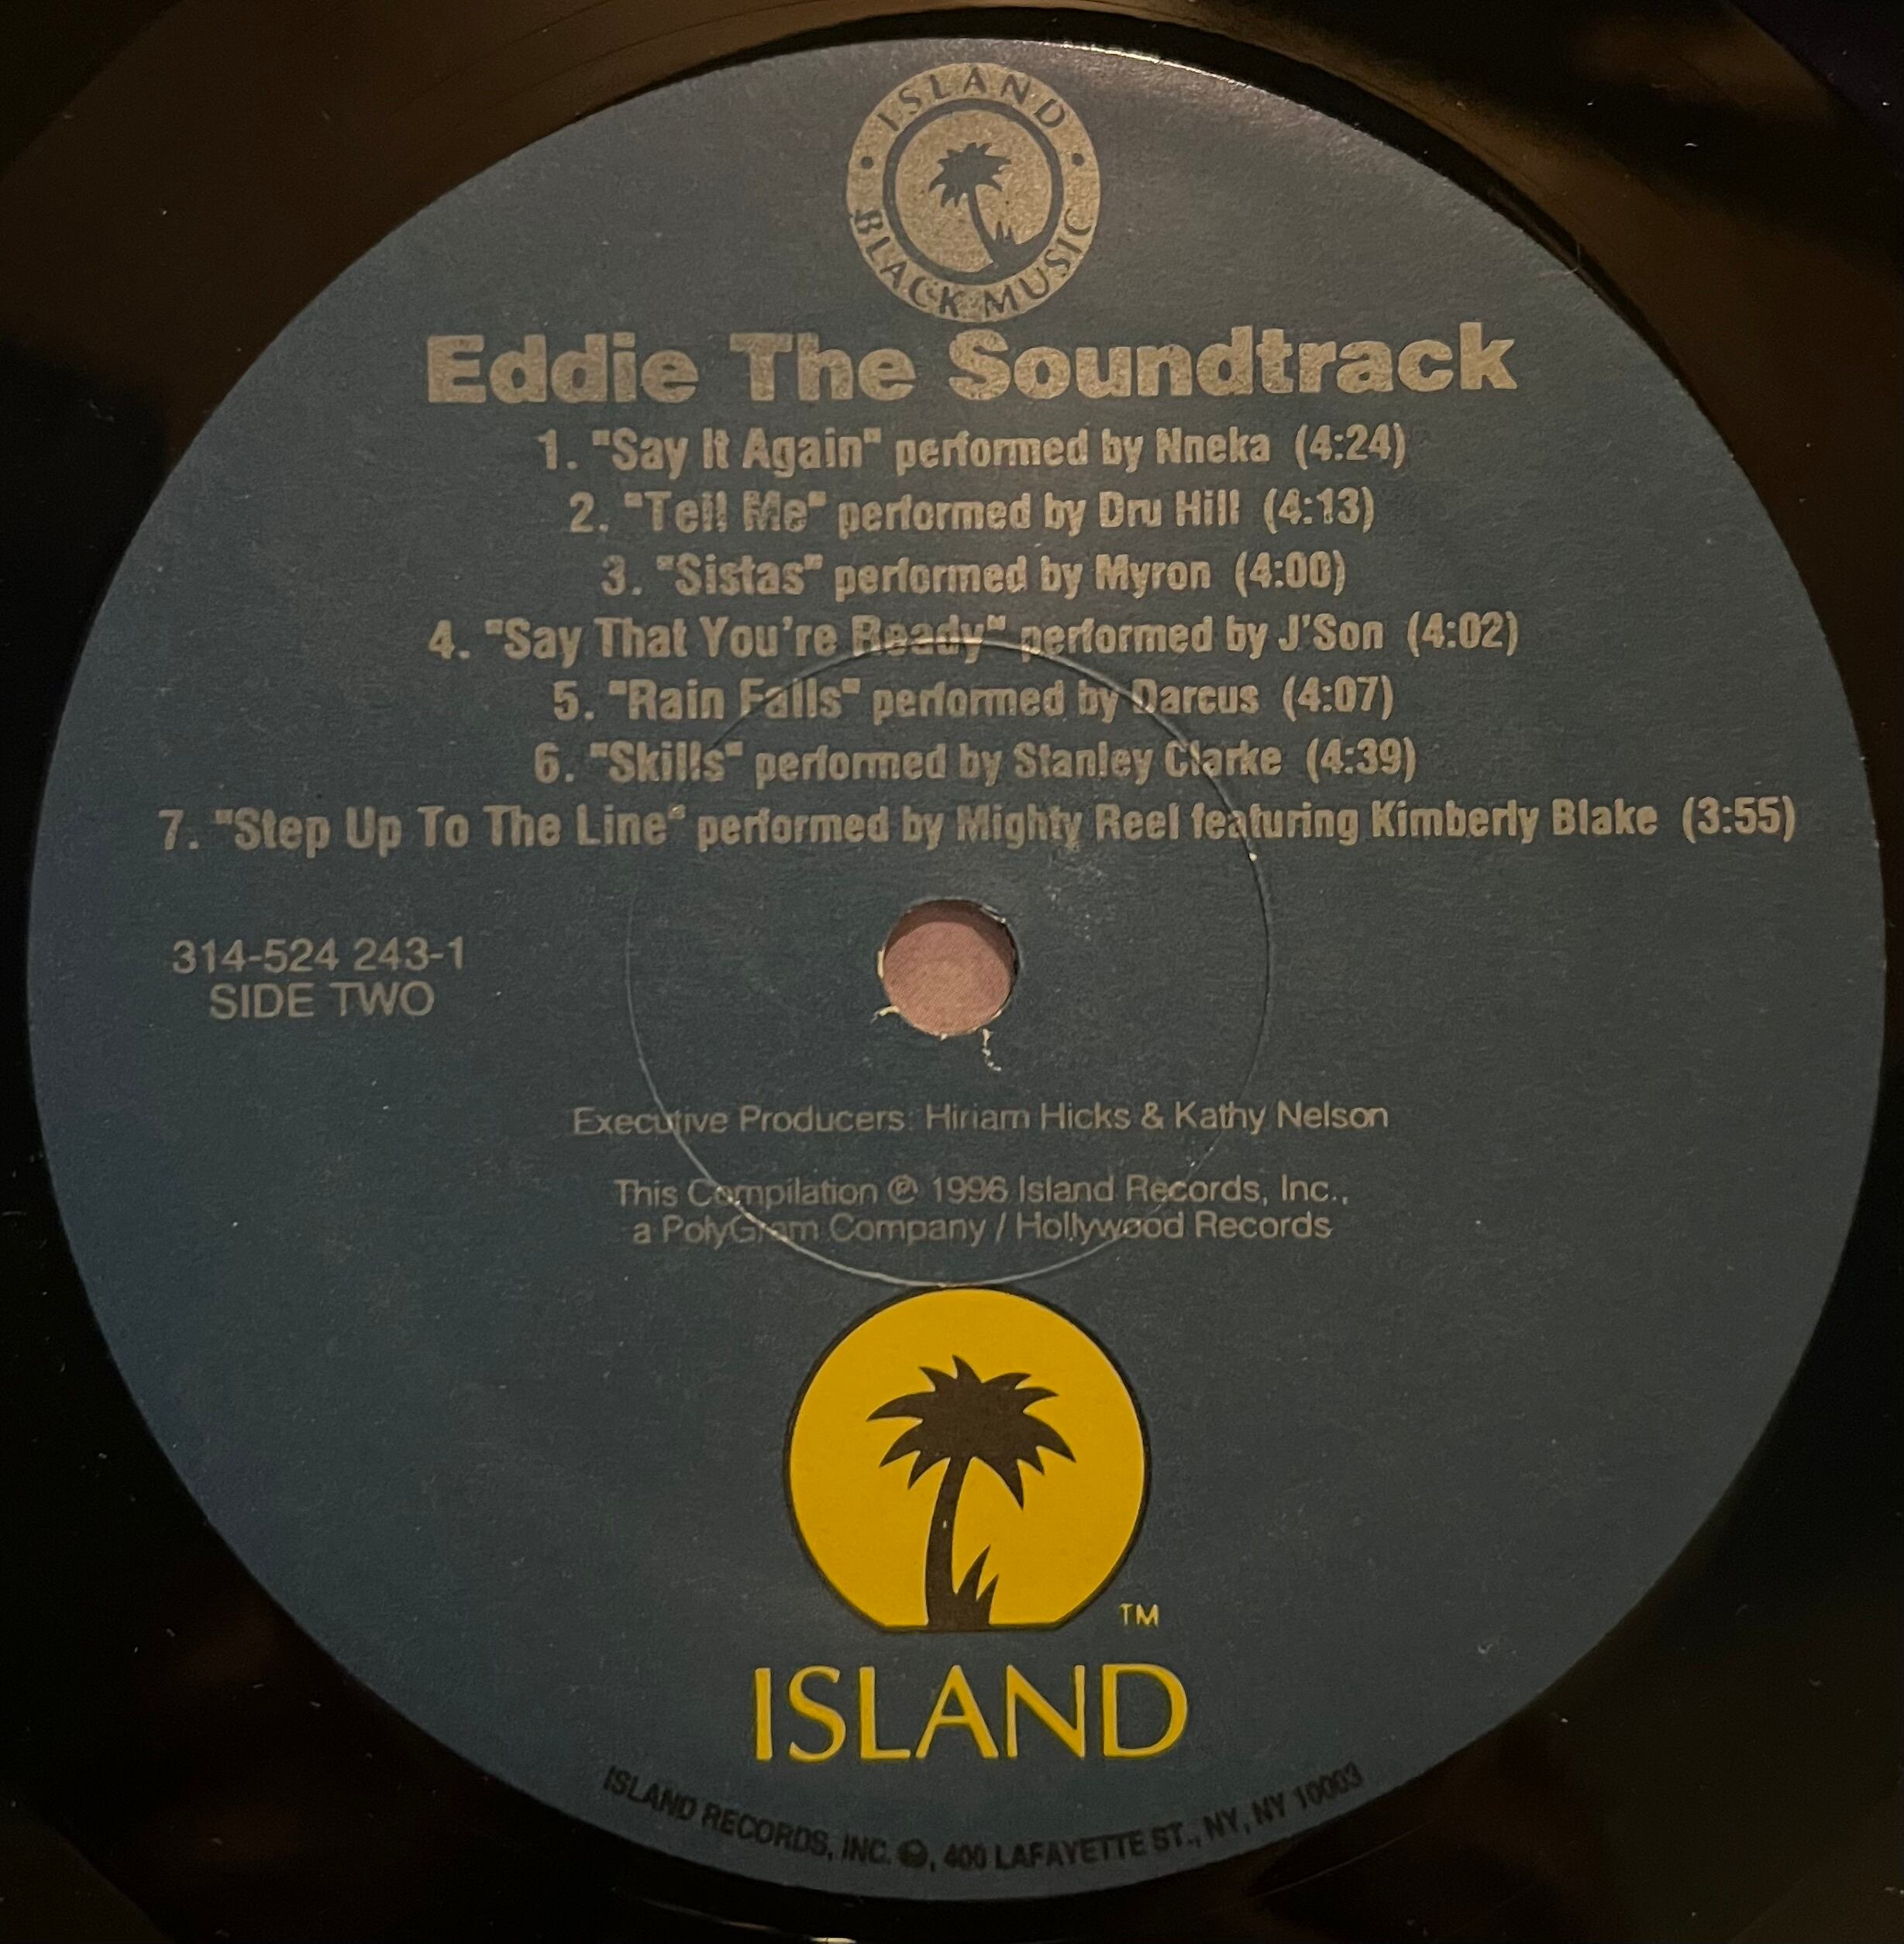 ISLAND
BLACK MUSIC
Eddie The Soundtrack
1. "Say It Again" performed by Nneka (4:24)
2. "Tell Me" performed by Dru Hill (4:13)
3. "Sistas" performed by Myron (4:00)
4. "Say That You're Ready" performed by J'Son (4:02)
5. "Rain Falls" performed by Darcus (4:07)
6. "Skills" performed by Stanley Clarke (4:39)
7. "Step Up To The Line" performed by Mighty Reel featuring Kimberly Blake (3:55)
314-524 243-1
SIDE TWO
Executive Producers: Hiriam Hicks & Kathy Nelson
This Compilation ℗ 1996 Island Records, Inc.,
a PolyGram Company / Hollywood Records
TM
ISLAND
ISLAND RECORDS, INC. , 400 LAFAYETTE ST., NY, NY 10003